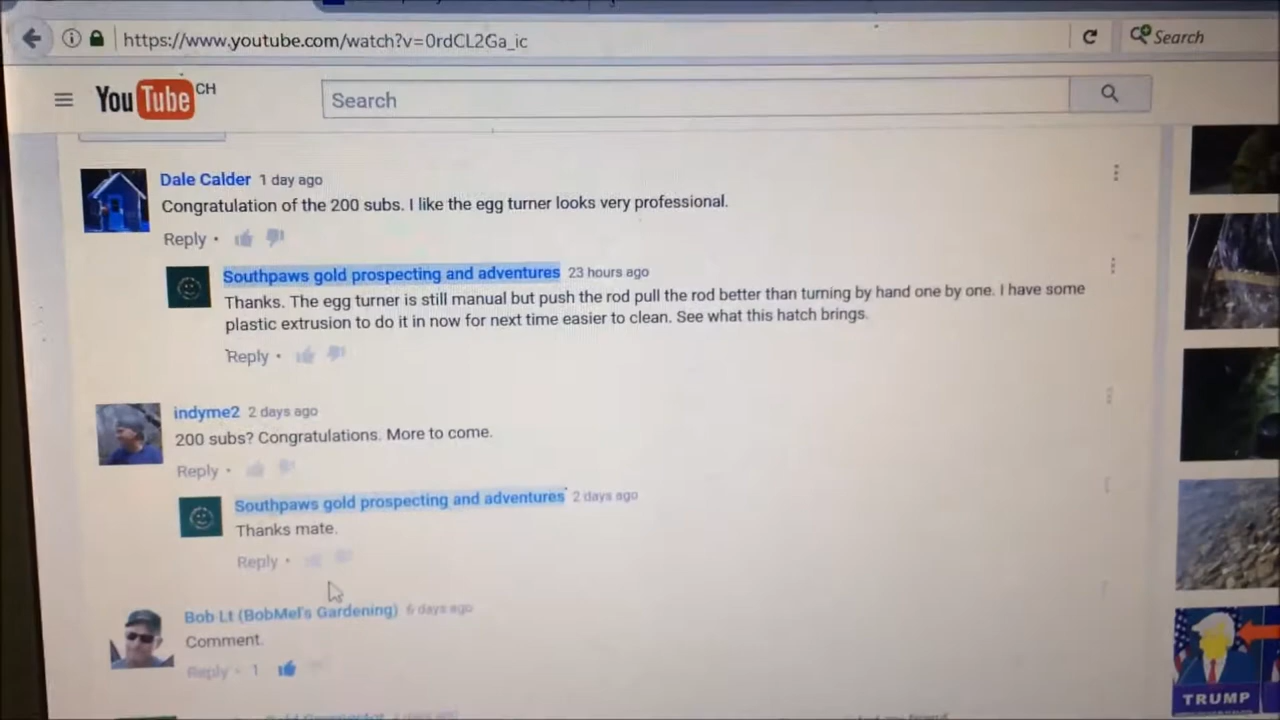 https://www.youtube.com/watch?v=0rdCL2Ga_ic
Search
YouTube CH
Search
Dale Calder 1 day ago
Congratulation of the 200 subs. I like the egg turner looks very professional.
Reply •
Southpaws gold prospecting and adventures 23 hours ago
Thanks. The egg turner is still manual but push the rod pull the rod better than turning by hand one by one. I have some
plastic extrusion to do it in now for next time easier to clean. See what this hatch brings.
Reply •
indyme2 2 days ago
200 subs? Congratulations. More to come.
Reply •
Southpaws gold prospecting and adventures 2 days ago
Thanks mate.
Reply •
Bob Lt (BobMel's Gardening) 6 days ago
Comment.
Reply • 1
TRUMP